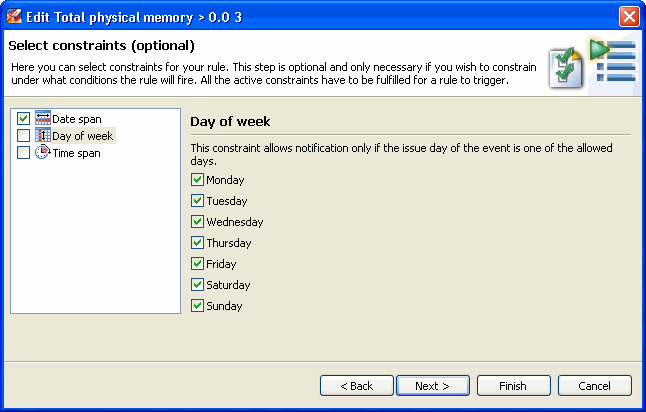 Edit Total physical memory > 0.0 3
Select constraints (optional)
Here you can select constraints for your rule. This step is optional and only necessary if you wish to constrain
under what conditions the rule will fire. All the active constraints have to be fulfilled for a rule to trigger.
Date span
Day of week
Time span
Day of week
This constraint allows notification only if the issue day of the event is one of the allowed
days.
Monday
Tuesday
Wednesday
Thursday
Friday
Saturday
Sunday
< Back
Next >
Finish
Cancel